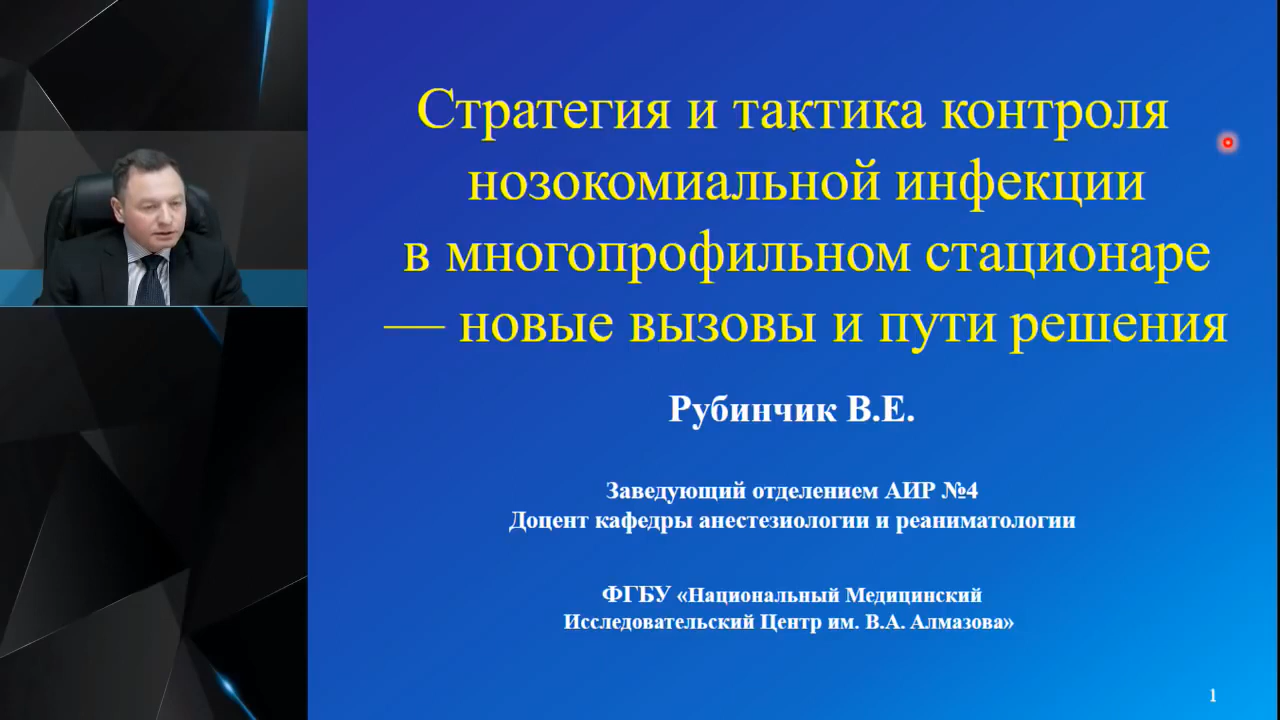 Стратегия и тактика контроля
нозокомиальной инфекции
в многопрофильном стационаре
— новые вызовы и пути решения
Рубинчик В.Е.
Заведующий отделением АИР №4
Доцент кафедры анестезиологии и реаниматологии
ФГБУ «Национальный Медицинский
Исследовательский Центр им. В.А. Алмазова»
1